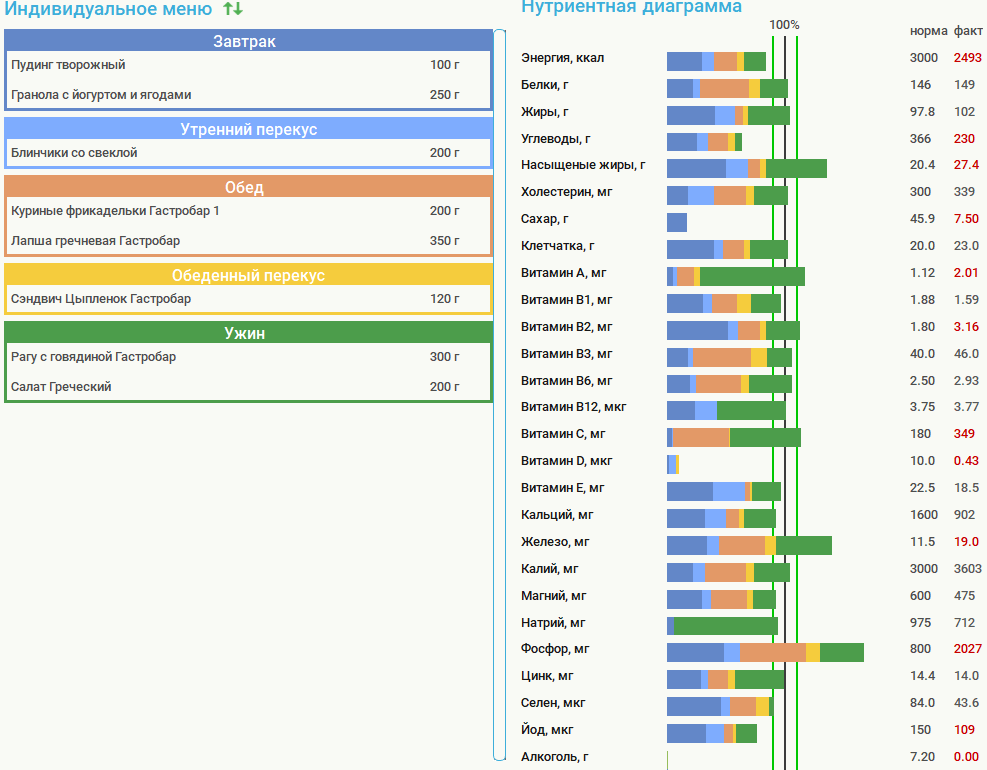 Индивидуальное меню
Завтрак
Пудинг творожный 100 г
Гранола с йогуртом и ягодами 250 г
Утренний перекус
Блинчики со свеклой 200 г
Обед
Куриные фрикадельки Гастробар 1 200 г
Лапша гречневая Гастробар 350 г
Обеденный перекус
Сэндвич Цыпленок Гастробар 120 г
Ужин
Рагу с говядиной Гастробар 300 г
Салат Греческий 200 г
Нутриентная диаграмма
100%
норма факт
Энергия, ккал 3000 2493
Белки, г 146 149
Жиры, г 97.8 102
Углеводы, г 366 230
Насыщеные жиры, г 20.4 27.4
Холестерин, мг 300 339
Сахар, г 45.9 7.50
Клетчатка, г 20.0 23.0
Витамин А, мг 1.12 2.01
Витамин В1, мг 1.88 1.59
Витамин В2, мг 1.80 3.16
Витамин В3, мг 40.0 46.0
Витамин В6, мг 2.50 2.93
Витамин В12, мкг 3.75 3.77
Витамин С, мг 180 349
Витамин D, мкг 10.0 0.43
Витамин Е, мг 22.5 18.5
Кальций, мг 1600 902
Железо, мг 11.5 19.0
Калий, мг 3000 3603
Магний, мг 600 475
Натрий, мг 975 712
Фосфор, мг 800 2027
Цинк, мг 14.4 14.0
Селен, мкг 84.0 43.6
Йод, мкг 150 109
Алкоголь, г 7.20 0.00